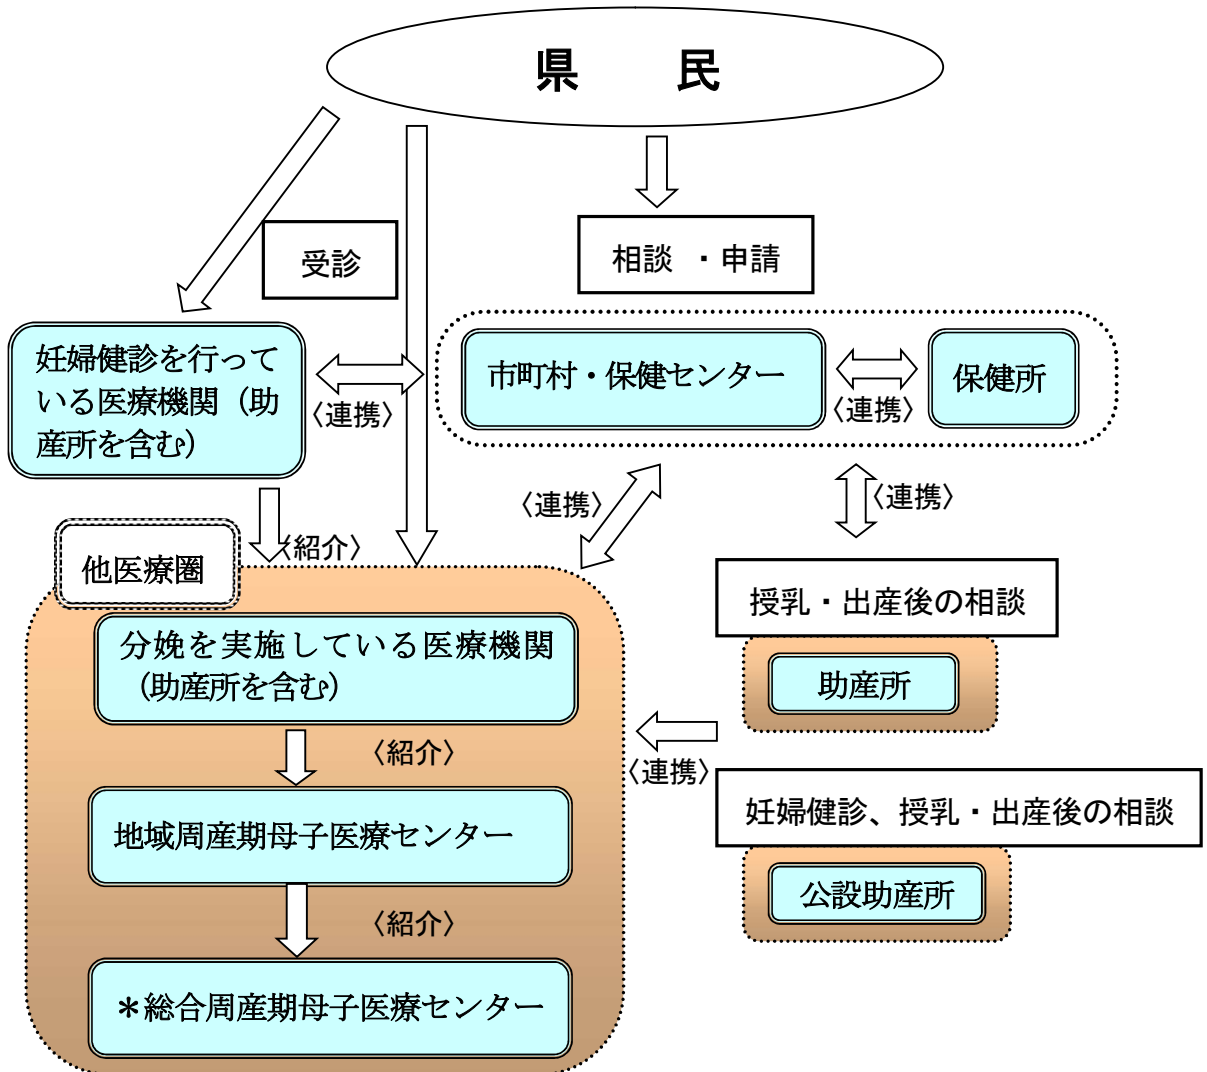 県　　民
受診
相談 ・申請
妊婦健診を行って
いる医療機関（助
産所を含む）
〈連携〉
市町村・保健センター
〈連携〉
保健所
〈連携〉
〈連携〉
〈紹介〉
他医療圏
分娩を実施している医療機関
（助産所を含む）
〈紹介〉
地域周産期母子医療センター
〈紹介〉
＊総合周産期母子医療センター
授乳・出産後の相談
助産所
〈連携〉
妊婦健診、授乳・出産後の相談
公設助産所